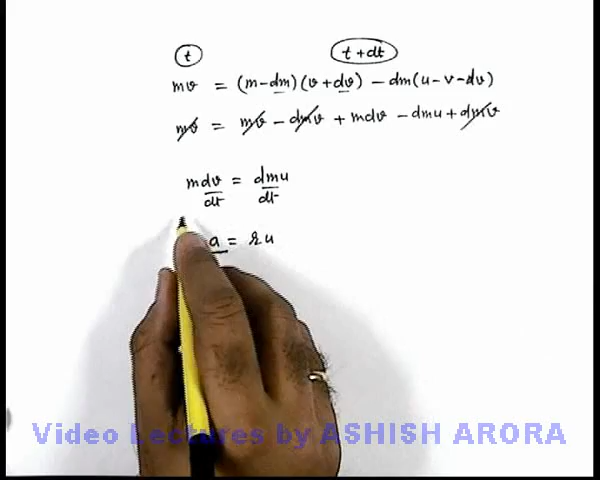 t    t+dt
mv = (m-dm)(v+dv) - dm(u-v-dv)
mv = mv - dmv + mdv - dmu + dmv
mdv/dt = dmu/dt
a = ru
Video Lectures by ASHISH ARORA